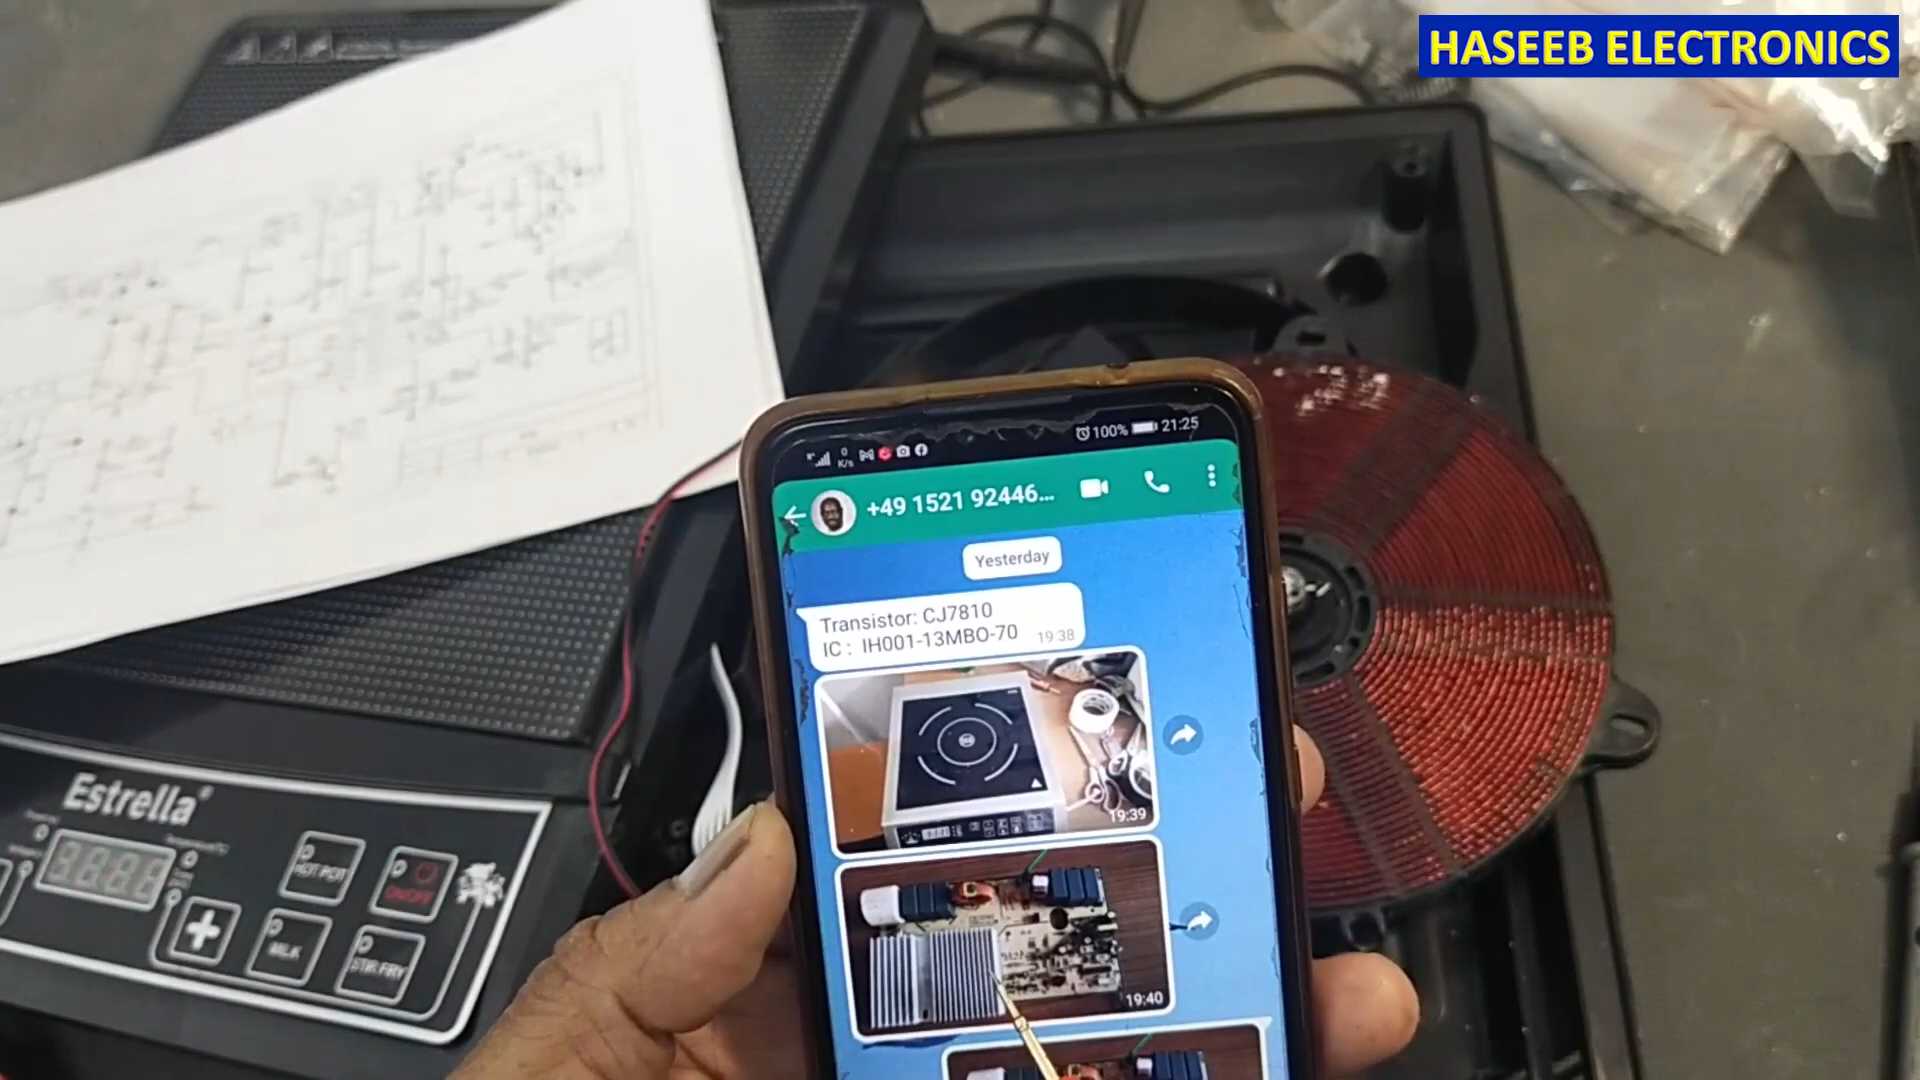 HASEEB ELECTRONICS
100% 21:25
0
K/s
+49 1521 92446...
Yesterday
Transistor: CJ7810
IC : IH001-13MBO-70 19:38
19:39
19:40
Estrella
HOT POT
ON/OFF
MILK
STIR FRY